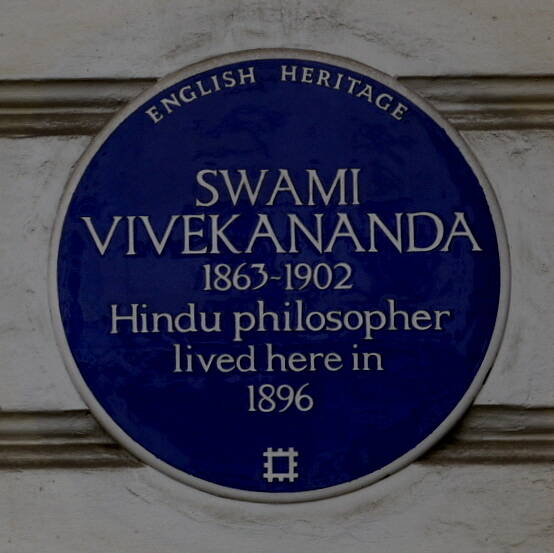 ENGLISH HERITAGE
SWAMI
VIVEKANANDA
1863-1902
Hindu philosopher
lived here in
1896